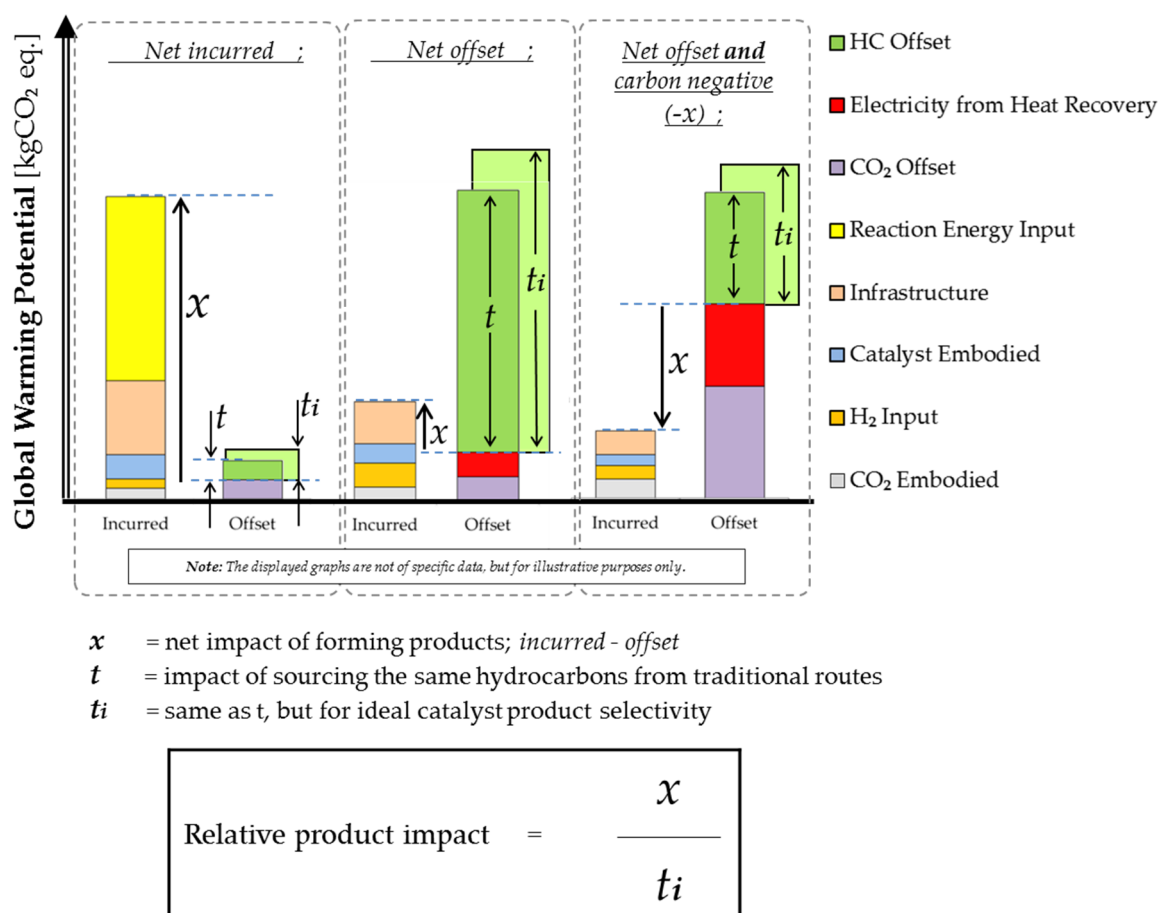 Global Warming Potential [kgCO₂ eq.]
Net incurred ;
Net offset ;
Net offset and
carbon negative
(-x) ;
x
t
ti
x
t
ti
x
t
ti
Incurred
Offset
Incurred
Offset
Incurred
Offset
Note: The displayed graphs are not of specific data, but for illustrative purposes only.
HC Offset
Electricity from Heat Recovery
CO₂ Offset
Reaction Energy Input
Infrastructure
Catalyst Embodied
H₂ Input
CO₂ Embodied
x = net impact of forming products; incurred - offset
t = impact of sourcing the same hydrocarbons from traditional routes
ti = same as t, but for ideal catalyst product selectivity
Relative product impact = x
ti